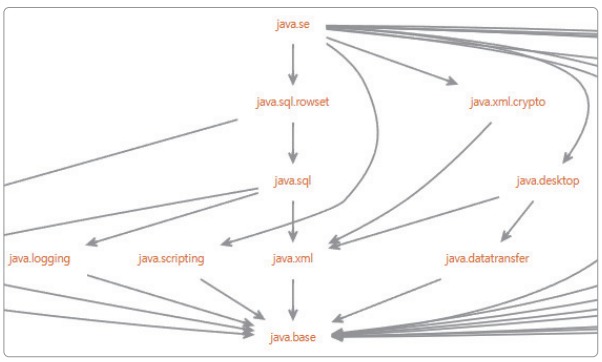 java.se
java.sql.rowset
java.xml.crypto
java.sql
java.desktop
java.logging
java.scripting
java.xml
java.datatransfer
java.base